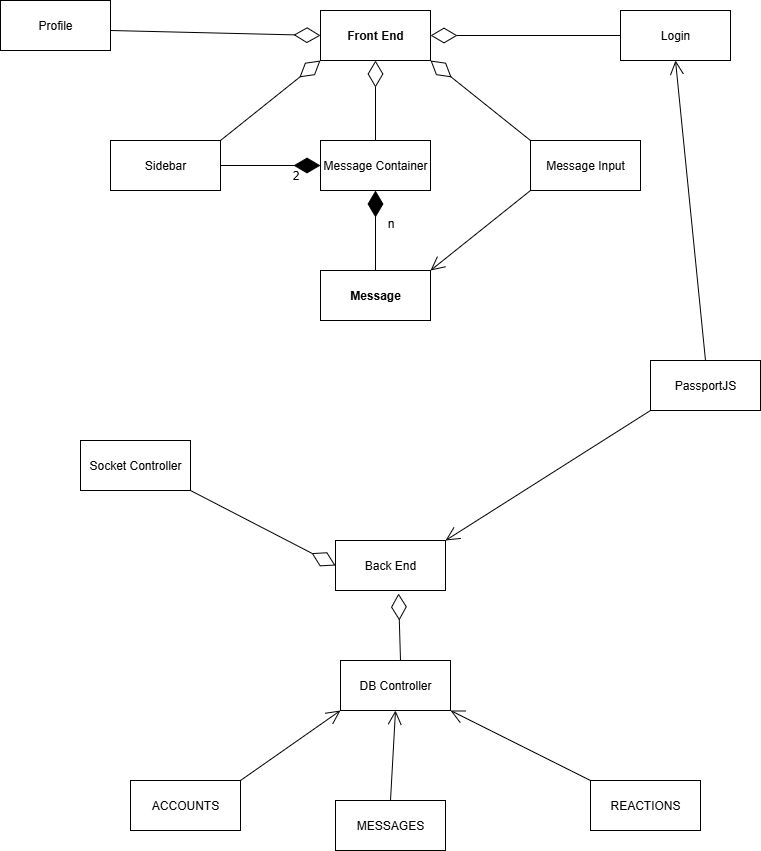 Profile
Front End
Login
Sidebar
2
Message Container
Message Input
n
Message
PassportJS
Socket Controller
Back End
DB Controller
ACCOUNTS
MESSAGES
REACTIONS